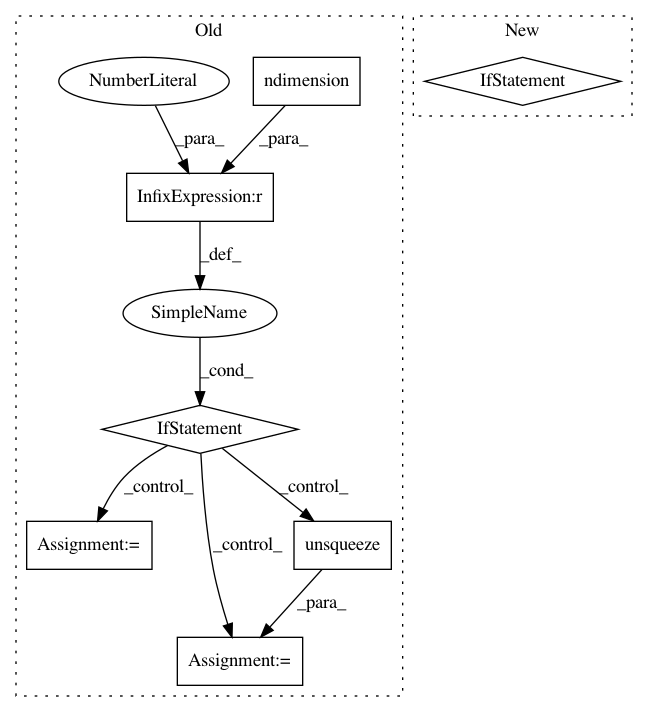 Old
New
NumberLiteral
ndimension
IfStatement
_para_
_para_
InfixExpression:r
_def_
SimpleName
_cond_
IfStatement
_control_
_control_
_control_
Assignment:=
unsqueeze
_para_
Assignment:=